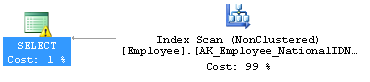 Index Scan (NonClustered)
[Employee].[AK_Employee_NationalIDN…
Cost: 99 %
SELECT
Cost: 1 %